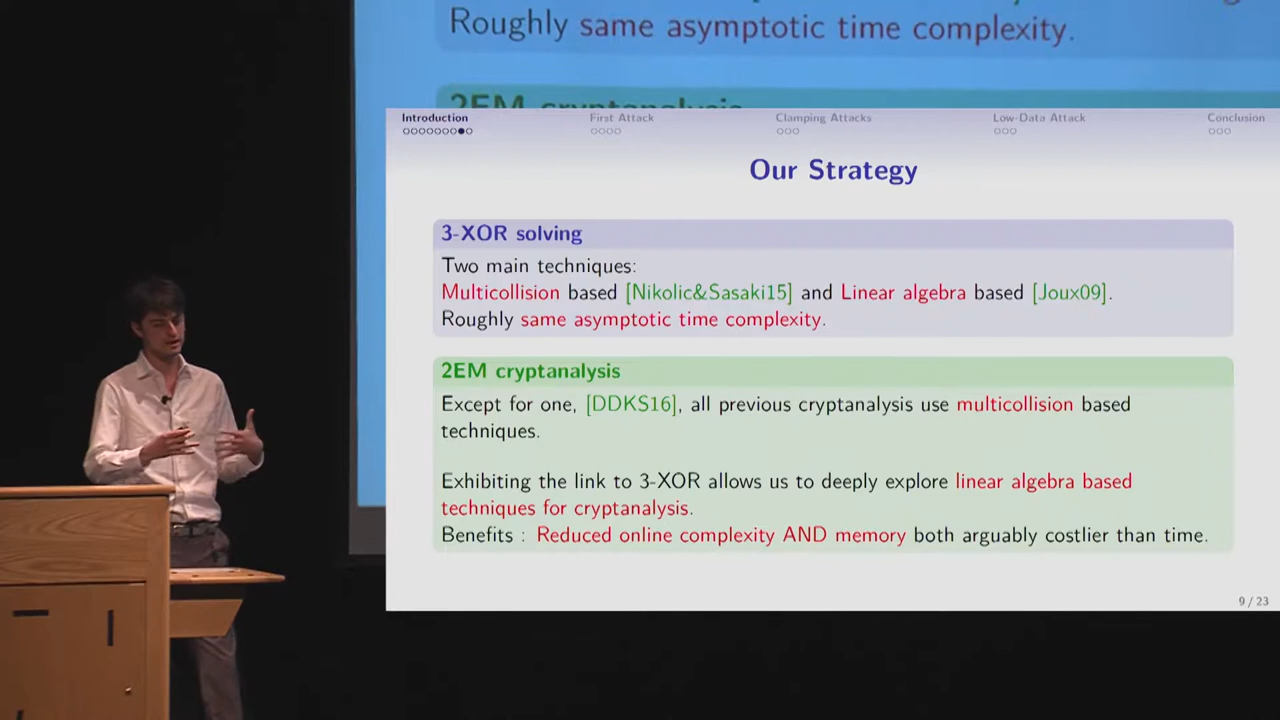 Roughly same asymptotic time complexity.
2EM cryptanalysis
Introduction First Attack Clamping Attacks Low-Data Attack Conclusion
Our Strategy
3-XOR solving
Two main techniques:
Multicollision based [Nikolic&Sasaki15] and Linear algebra based [Joux09].
Roughly same asymptotic time complexity.
2EM cryptanalysis
Except for one, [DDKS16], all previous cryptanalysis use multicollision based
techniques.
Exhibiting the link to 3-XOR allows us to deeply explore linear algebra based
techniques for cryptanalysis.
Benefits : Reduced online complexity AND memory both arguably costlier than time.
9 / 23